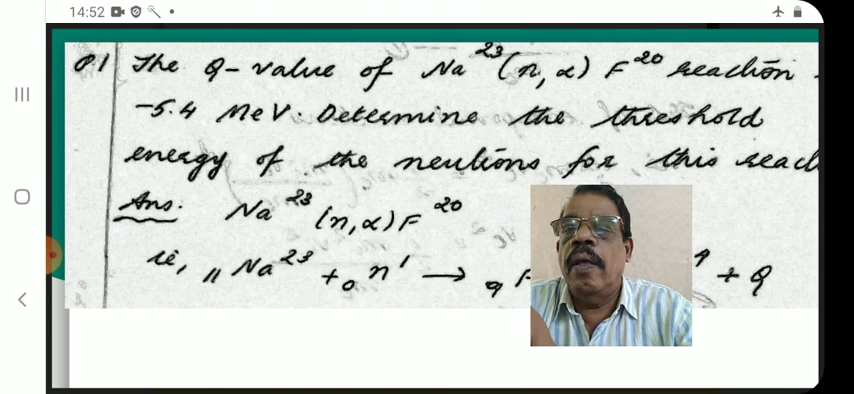 14:52
Q1 The Q-value of Na²³(n,α) F²⁰ reaction
-5.4 MeV. Determine the threshold
energy of the neutrons for this
Ans. Na²³ (n,α) F²⁰
ie, ₁₁Na²³ + ₀n¹ → ₉F + Q